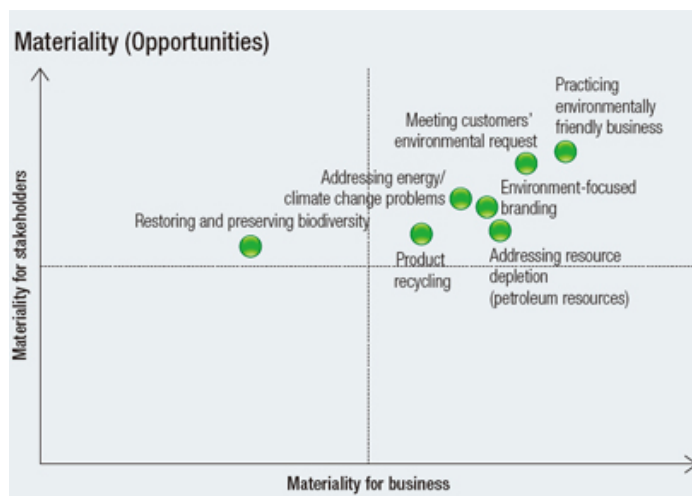 Materiality (Opportunities)
Practicing
environmentally
friendly business
Meeting customers'
environmental request
Addressing energy/
climate change problems
Environment-focused
branding
Restoring and preserving biodiversity
Product
recycling
Addressing resource
depletion
(petroleum resources)
Materiality for stakeholders
Materiality for business